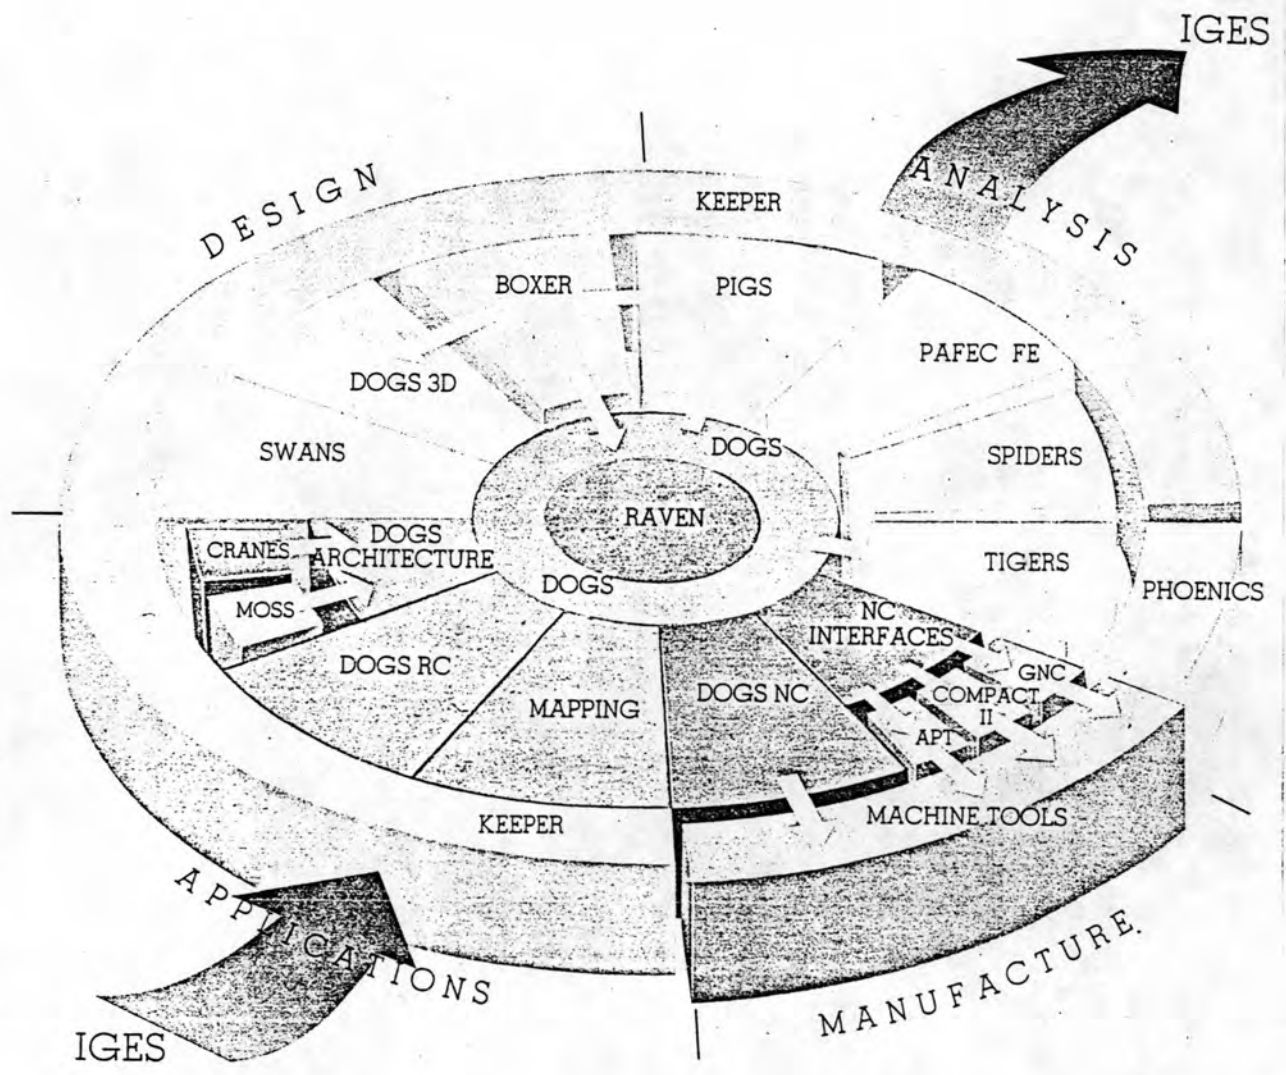 IGES
DESIGN
ANALYSIS
KEEPER
BOXER
PIGS
PAFEC FE
DOGS 3D
DOGS
SWANS
SPIDERS
RAVEN
CRANES
DOGS
ARCHITECTURE
TIGERS
DOGS
MOSS
PHOENICS
NC
INTERFACES
DOGS RC
GNC
DOGS NC
COMPACT
II
MAPPING
APT
MACHINE TOOLS
KEEPER
APPLICATIONS
MANUFACTURE.
IGES